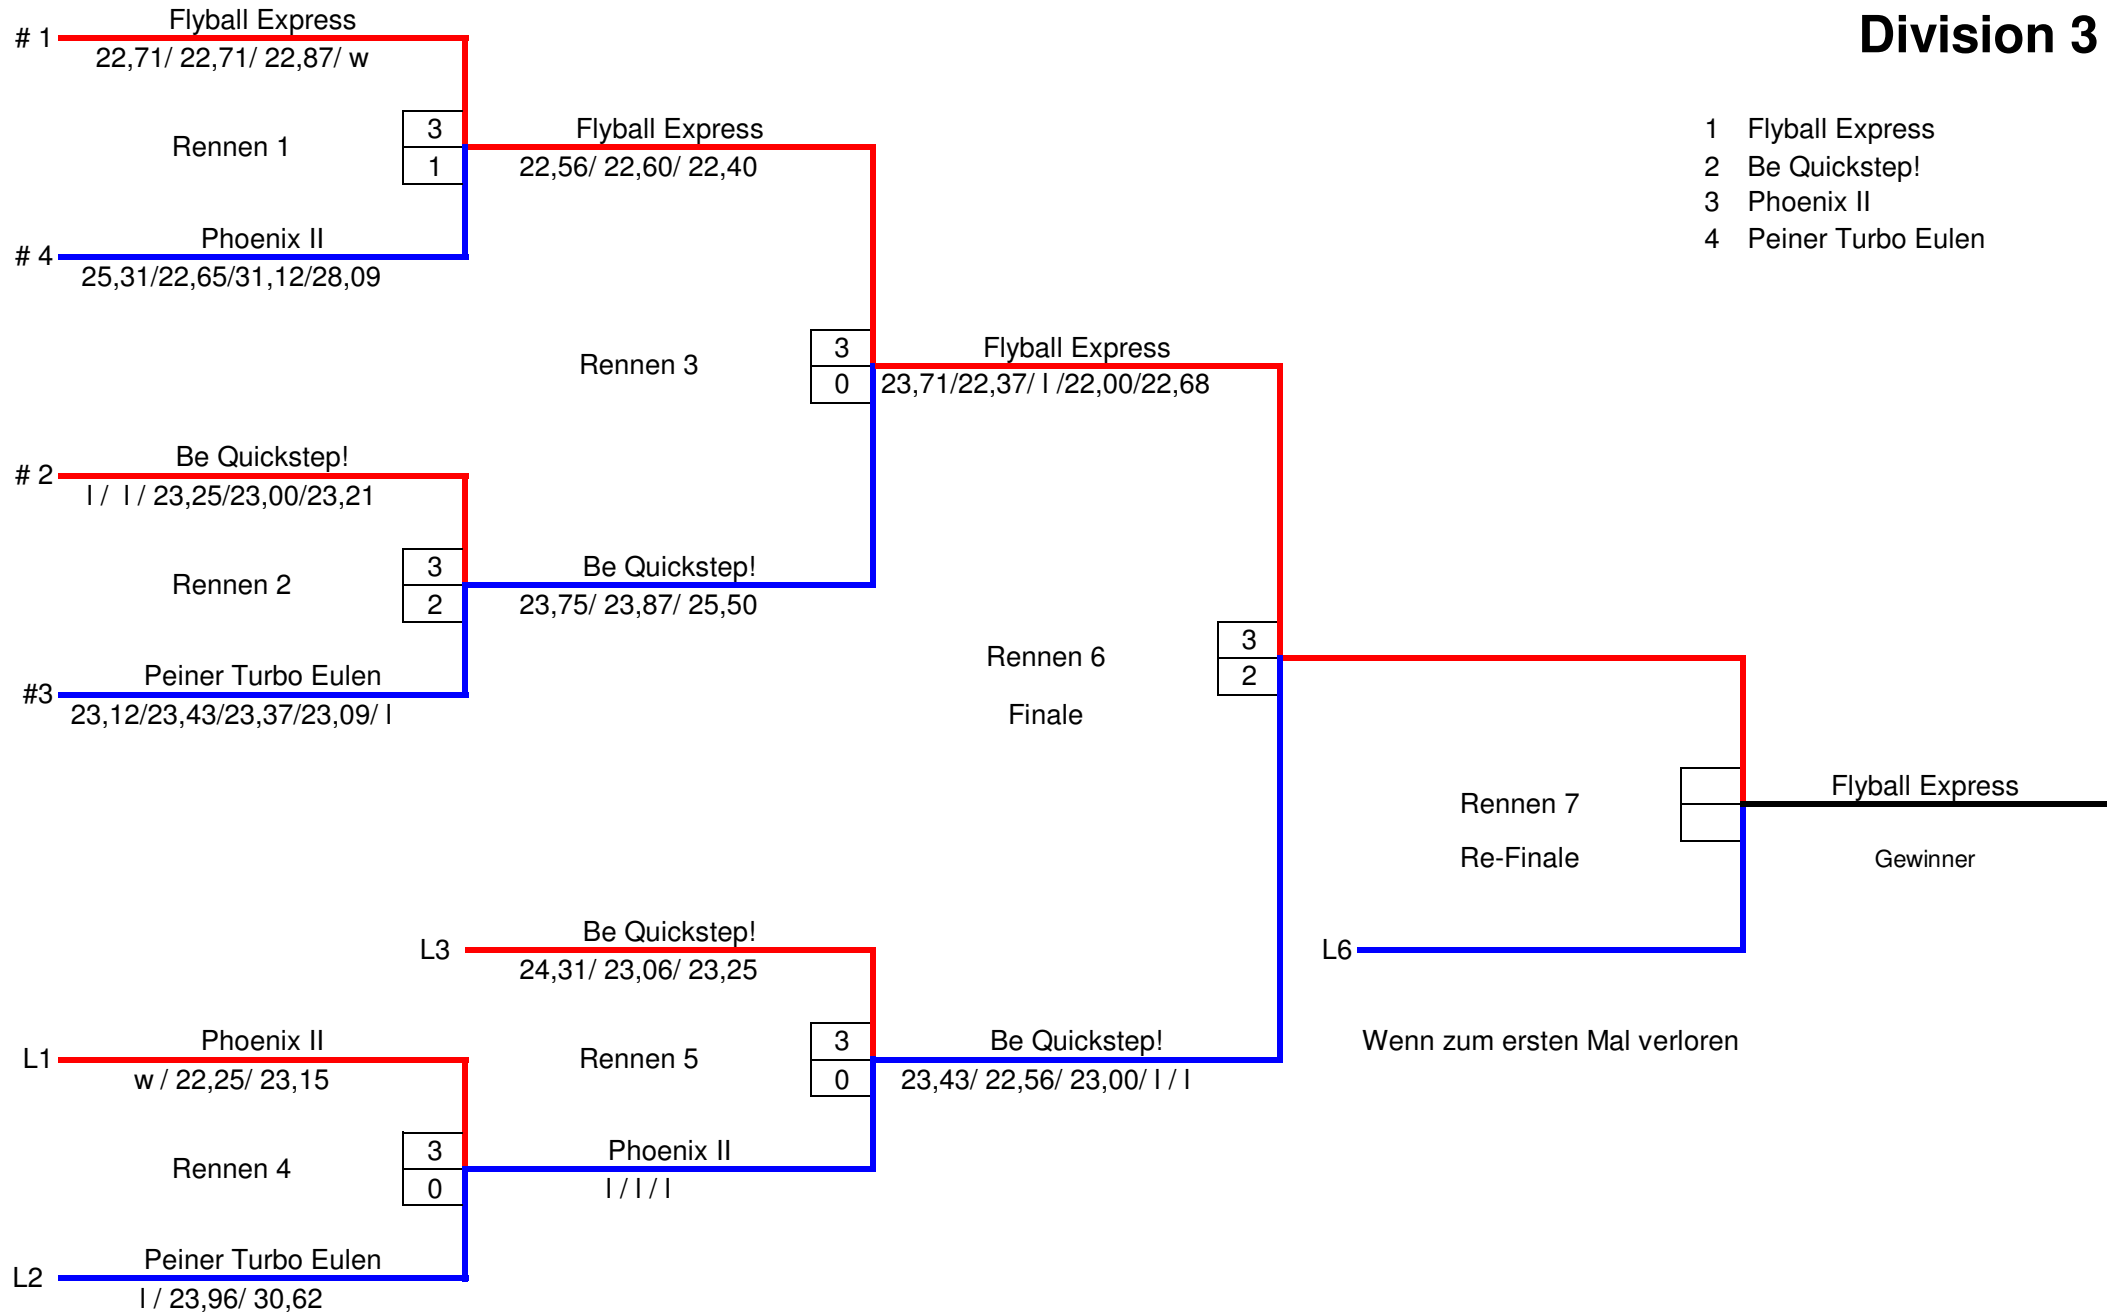 Division 3
1 Flyball Express
2 Be Quickstep!
3 Phoenix II
4 Peiner Turbo Eulen
Flyball Express
# 1
22,71/ 22,71/ 22,87/ w
Rennen 1
3
1
Phoenix II
# 4
25,31/22,65/31,12/28,09
Flyball Express
22,56/ 22,60/ 22,40
Rennen 3
3
0
Be Quickstep!
# 2
l / l / 23,25/23,00/23,21
Rennen 2
3
2
Peiner Turbo Eulen
#3
23,12/23,43/23,37/23,09/ l
Be Quickstep!
23,75/ 23,87/ 25,50
Flyball Express
23,71/22,37/ l /22,00/22,68
Rennen 6
3
2
Finale
Rennen 7
Re-Finale
Flyball Express
Gewinner
L6
Wenn zum ersten Mal verloren
Be Quickstep!
L3
24,31/ 23,06/ 23,25
Rennen 5
3
0
Be Quickstep!
23,43/ 22,56/ 23,00/ l / l
Phoenix II
L1
w / 22,25/ 23,15
Rennen 4
3
0
Phoenix II
l / l / l
Peiner Turbo Eulen
L2
l / 23,96/ 30,62